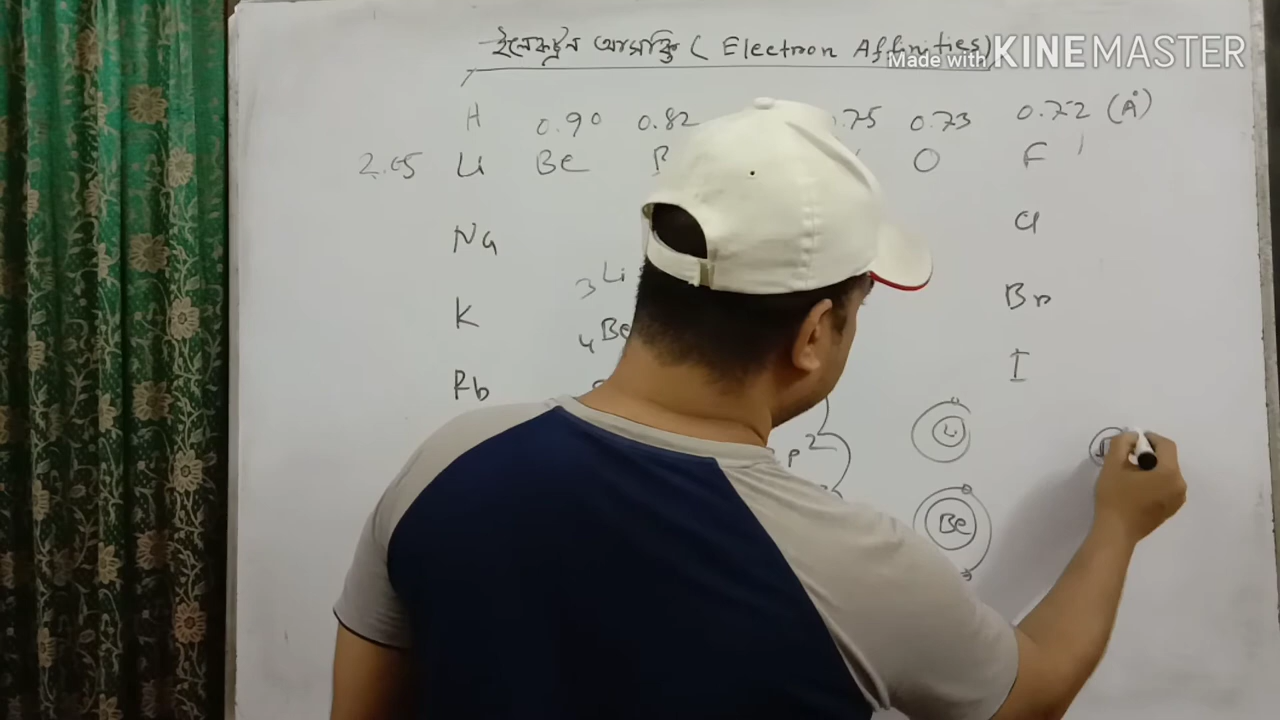 ইলেকট্রন আসক্তি ( Electron Affinities)
Made with KINEMASTER
H 0.90 0.82 .75 0.73 0.72 (Å)
2.05 Li Be B O F
Na Cl
3Li
K 4Be Br
Rb I
Li
p2
Be